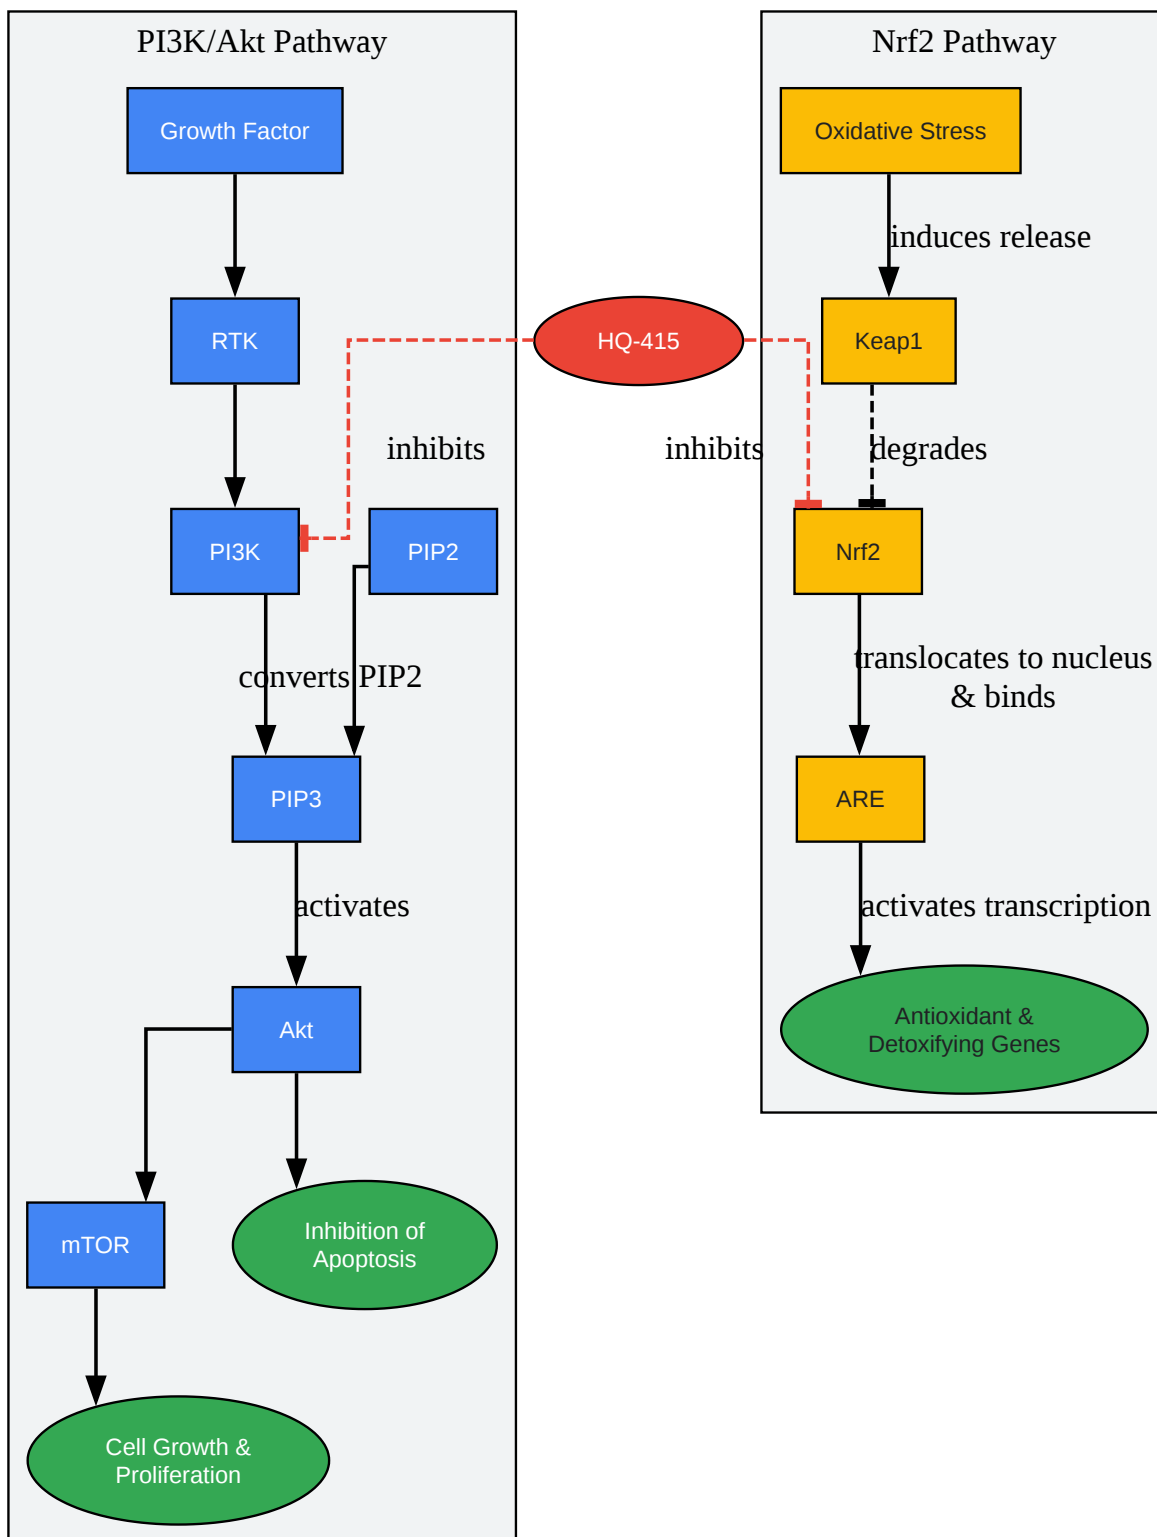 PI3K/Akt Pathway
Growth Factor
RTK
inhibits
PI3K
PIP2
converts PIP2
PIP3
activates
Akt
mTOR
Inhibition of
Apoptosis
Cell Growth &
Proliferation
HQ-415
Nrf2 Pathway
Oxidative Stress
induces release
Keap1
inhibits
degrades
Nrf2
translocates to nucleus
& binds
ARE
activates transcription
Antioxidant &
Detoxifying Genes